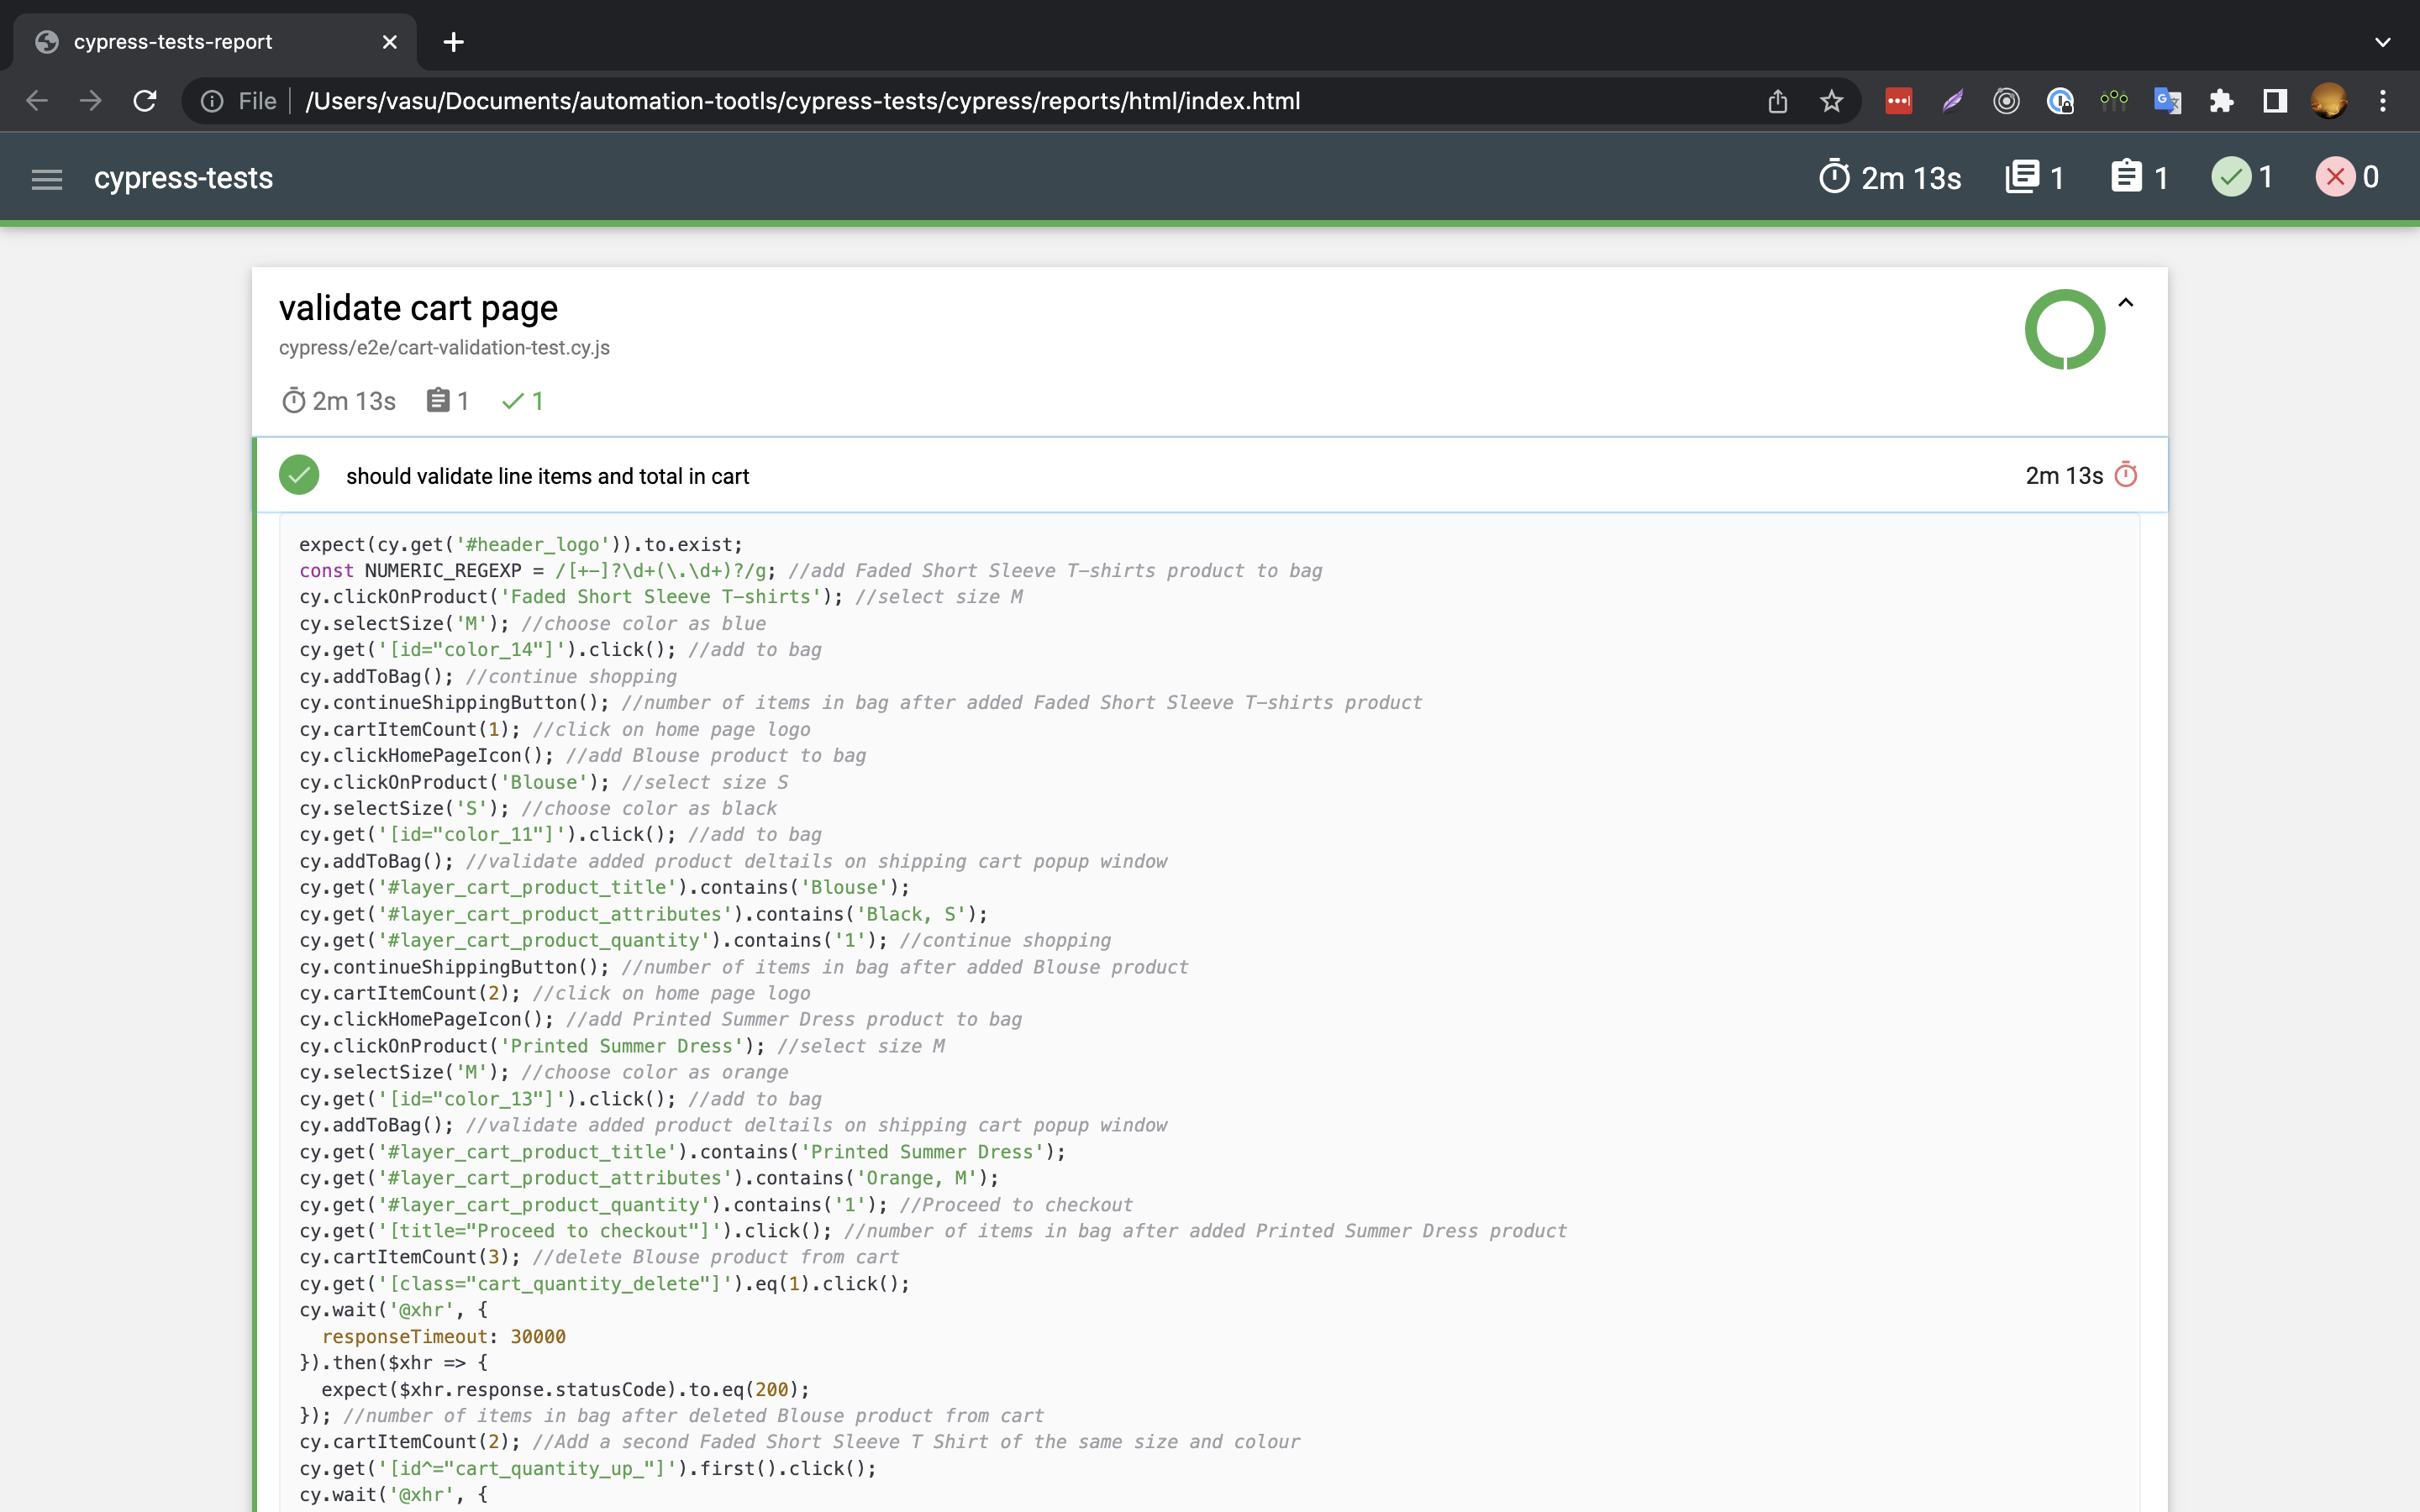 cypress-tests-report
File /Users/vasu/Documents/automation-tootls/cypress-tests/cypress/reports/html/index.html
cypress-tests 2m 13s 1 1 1 0
validate cart page
cypress/e2e/cart-validation-test.cy.js
2m 13s 1 1
should validate line items and total in cart 2m 13s
expect(cy.get('#header_logo')).to.exist;
const NUMERIC_REGEXP = /[+-]?\d+(\.\d+)?/g; //add Faded Short Sleeve T-shirts product to bag
cy.clickOnProduct('Faded Short Sleeve T-shirts'); //select size M
cy.selectSize('M'); //choose color as blue
cy.get('[id="color_14"]').click(); //add to bag
cy.addToBag(); //continue shopping
cy.continueShippingButton(); //number of items in bag after added Faded Short Sleeve T-shirts product
cy.cartItemCount(1); //click on home page logo
cy.clickHomePageIcon(); //add Blouse product to bag
cy.clickOnProduct('Blouse'); //select size S
cy.selectSize('S'); //choose color as black
cy.get('[id="color_11"]').click(); //add to bag
cy.addToBag(); //validate added product deltails on shipping cart popup window
cy.get('#layer_cart_product_title').contains('Blouse');
cy.get('#layer_cart_product_attributes').contains('Black, S');
cy.get('#layer_cart_product_quantity').contains('1'); //continue shopping
cy.continueShippingButton(); //number of items in bag after added Blouse product
cy.cartItemCount(2); //click on home page logo
cy.clickHomePageIcon(); //add Printed Summer Dress product to bag
cy.clickOnProduct('Printed Summer Dress'); //select size M
cy.selectSize('M'); //choose color as orange
cy.get('[id="color_13"]').click(); //add to bag
cy.addToBag(); //validate added product deltails on shipping cart popup window
cy.get('#layer_cart_product_title').contains('Printed Summer Dress');
cy.get('#layer_cart_product_attributes').contains('Orange, M');
cy.get('#layer_cart_product_quantity').contains('1'); //Proceed to checkout
cy.get('[title="Proceed to checkout"]').click(); //number of items in bag after added Printed Summer Dress product
cy.cartItemCount(3); //delete Blouse product from cart
cy.get('[class="cart_quantity_delete"]').eq(1).click();
cy.wait('@xhr', {
  responseTimeout: 30000
}).then($xhr => {
  expect($xhr.response.statusCode).to.eq(200);
}); //number of items in bag after deleted Blouse product from cart
cy.cartItemCount(2); //Add a second Faded Short Sleeve T Shirt of the same size and colour
cy.get('[id^="cart_quantity_up_"]').first().click();
cy.wait('@xhr', {